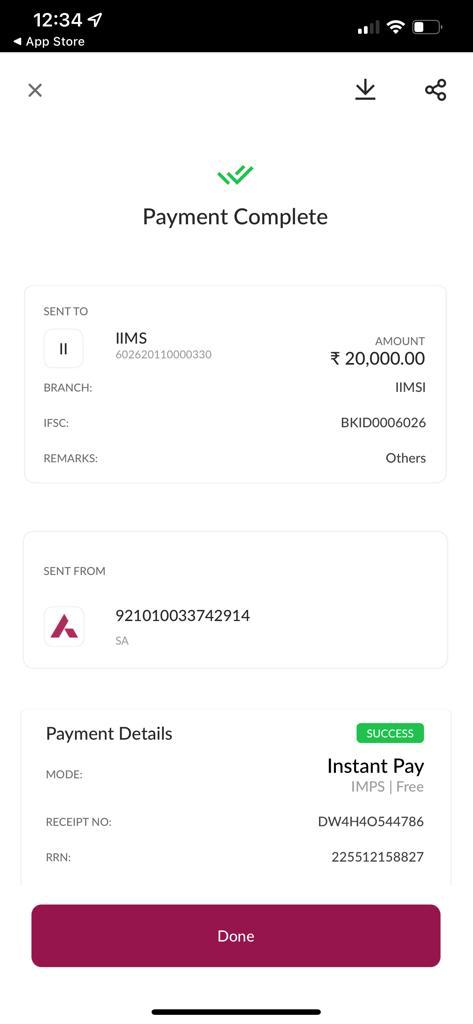 12:34
◀ App Store
Payment Complete
SENT TO
II
IIMS
602620110000330
AMOUNT
₹ 20,000.00
BRANCH:
IIMSI
IFSC:
BKID0006026
REMARKS:
Others
SENT FROM
921010033742914
SA
Payment Details
SUCCESS
MODE:
Instant Pay
IMPS | Free
RECEIPT NO:
DW4H4O544786
RRN:
225512158827
Done